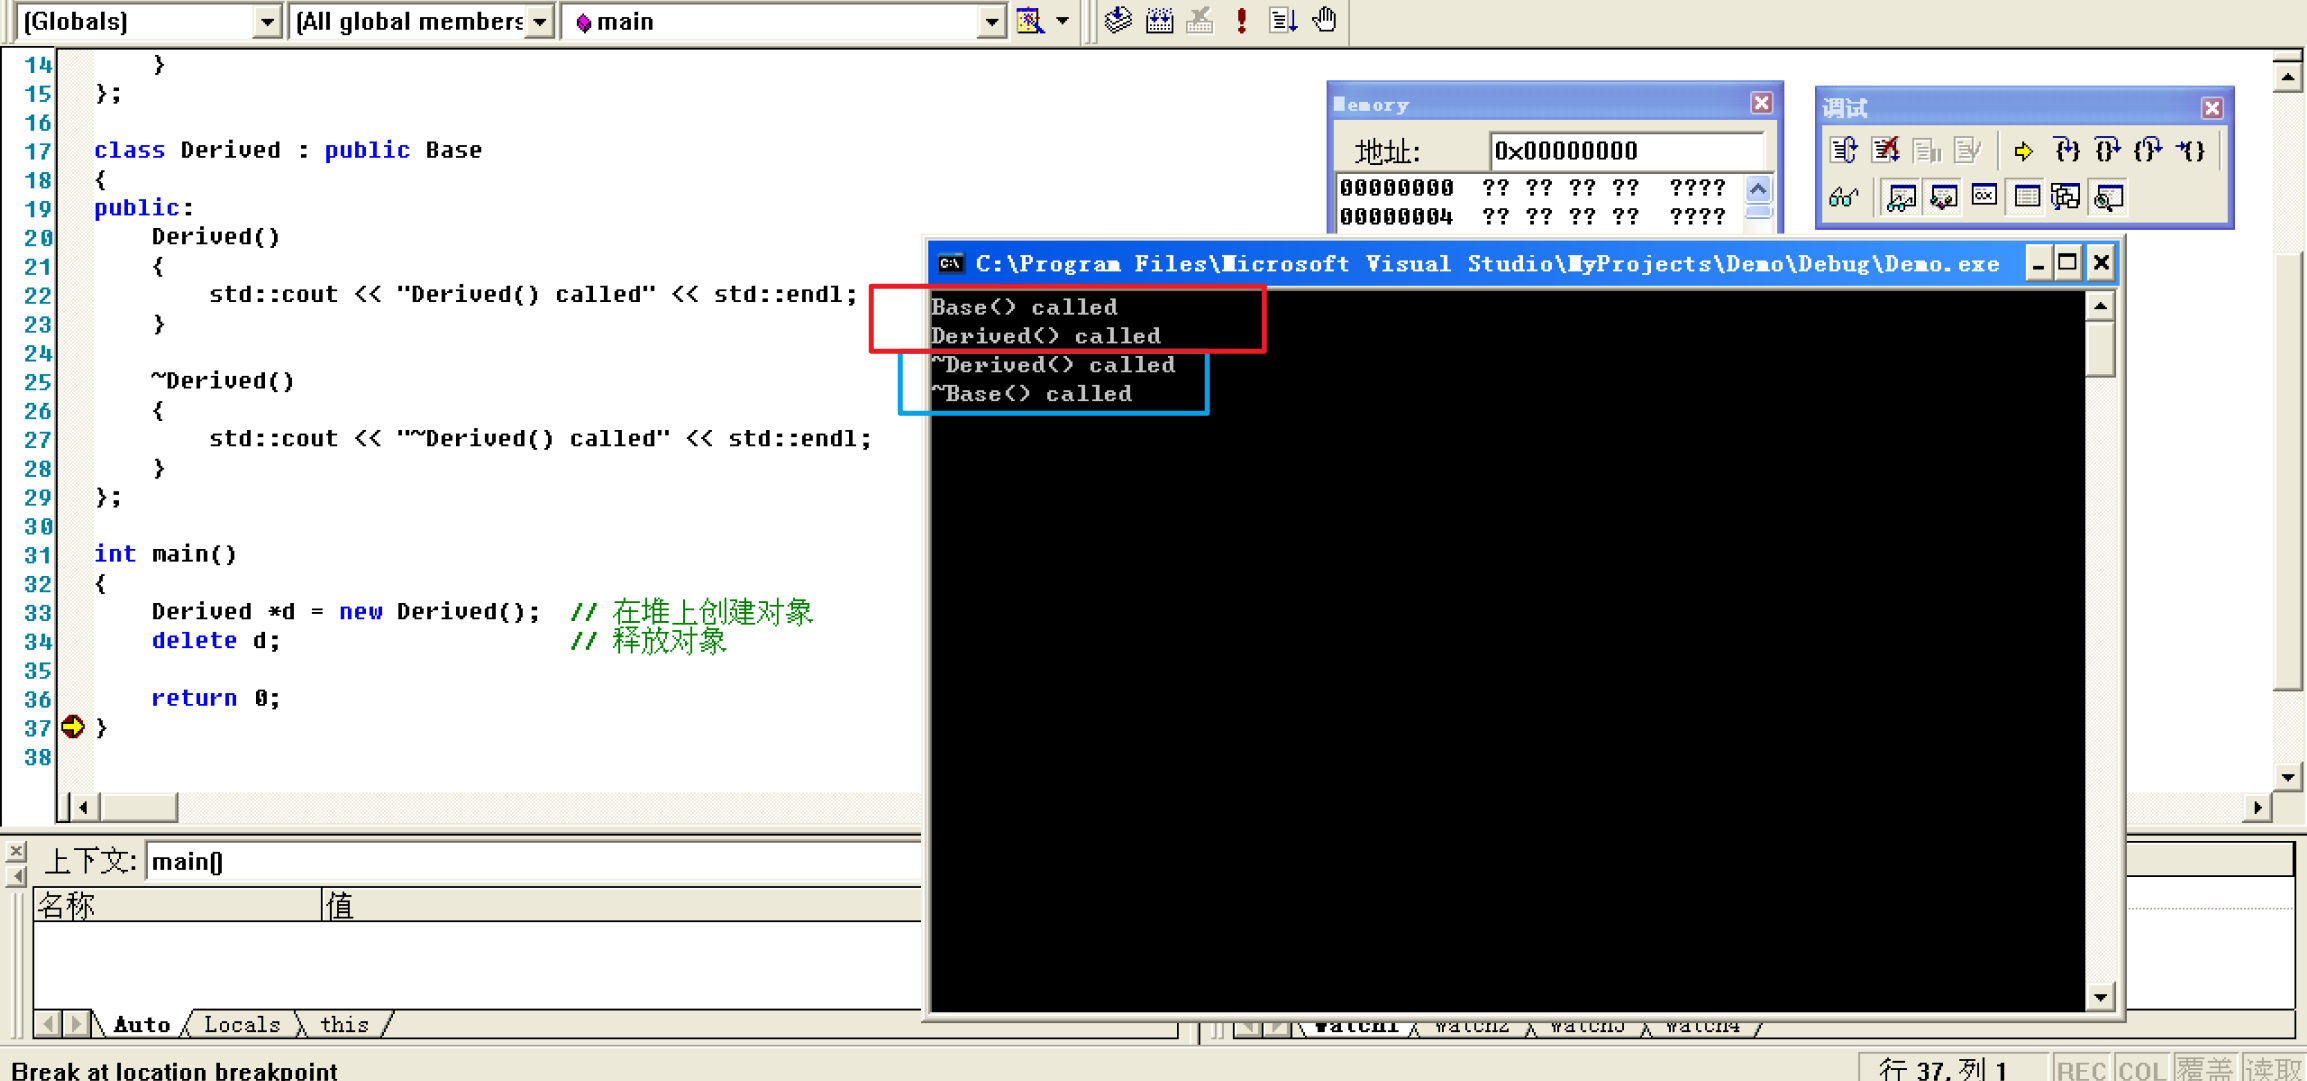 (Globals) (All global members main
14 }
15 };
16
17 class Derived : public Base
18 {
19 public:
20 Derived()
21 {
22 std::cout << "Derived() called" << std::endl;
23 }
24
25 ~Derived()
26 {
27 std::cout << "~Derived() called" << std::endl;
28 }
29 };
30
31 int main()
32 {
33 Derived *d = new Derived(); // 在堆上创建对象
34 delete d; // 释放对象
35
36 return 0;
37 }
38
Memory
地址: 0x00000000
00000000 ?? ?? ?? ?? ????
00000004 ?? ?? ?? ?? ????
调试
C:\Program Files\Microsoft Visual Studio\MyProjects\Demo\Debug\Demo.exe
Base() called
Derived() called
~Derived() called
~Base() called
上下文: main()
名称 值
Auto Locals this
Watch1 Watch2 Watch3 Watch4
Break at location breakpoint
行 37, 列 1 REC COL 覆盖 读取